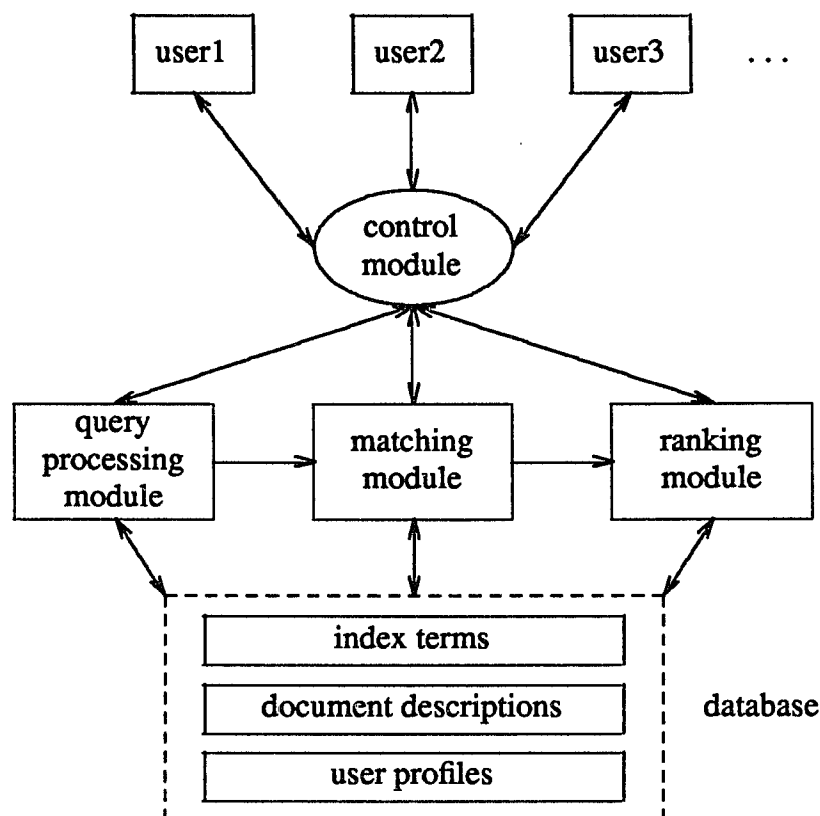 user1
user2
user3
. . .
control
module
query
processing
module
matching
module
ranking
module
index terms
document descriptions
database
user profiles